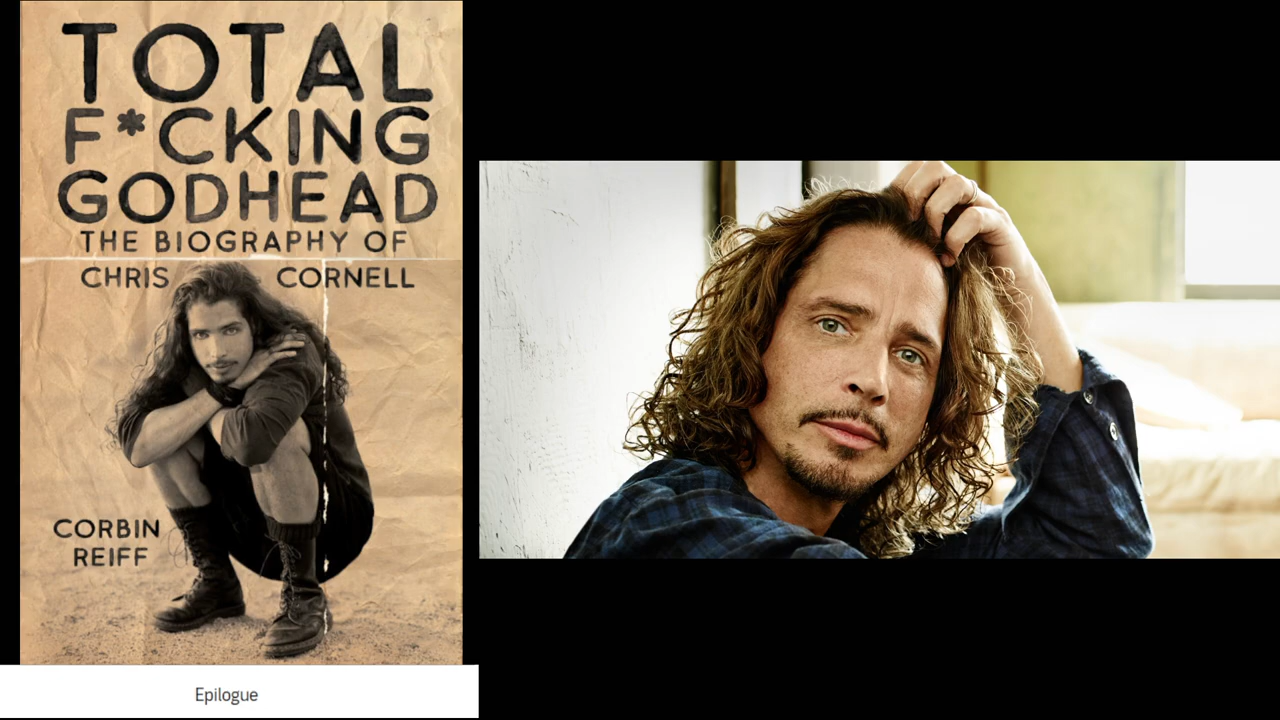 TOTAL
F*CKING
GODHEAD
THE BIOGRAPHY OF
CHRIS CORNELL
CORBIN
REIFF
Epilogue